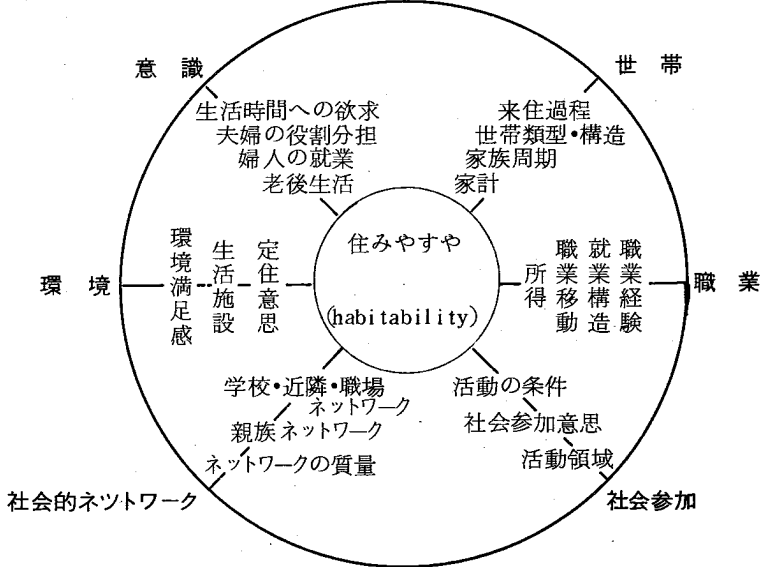 意識
世帯
生活時間への欲求
夫婦の役割分担
婦人の就業
老後生活
来住過程
世帯類型・構造
家族周期
家計
住みやすや
(habitability)
環境
環境満足感
生活施設
定住意思
所得
職業移動
就業構造
職業経験
職業
学校・近隣・職場
ネットワーク
親族ネットワーク
ネットワークの質量
社会的ネツトワーク
活動の条件
社会参加意思
活動領域
社会参加